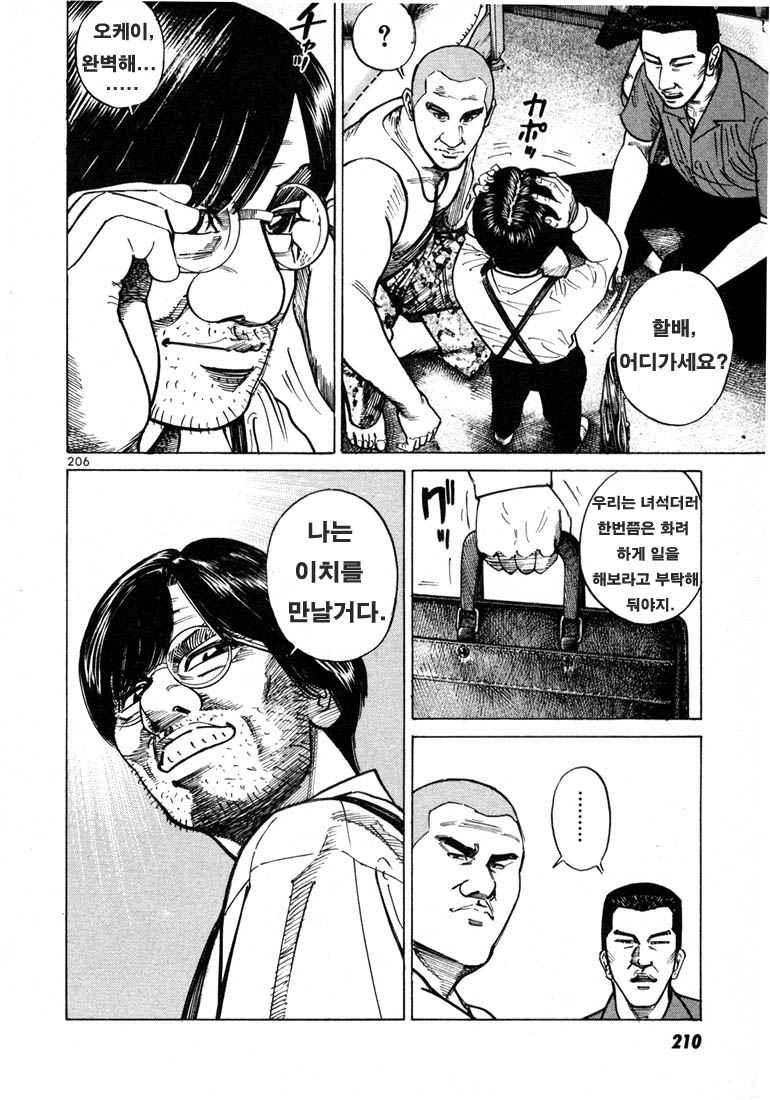 ?
カポッ
할배,
어디가세요?
チャッ
오케이,
완벽해...
.....
206
우리는 녀석더러
한번쯤은 화려
하게 일을
해보라고 부탁해
둬야지.
グッ
나는
이치를
만날거다.
........
210